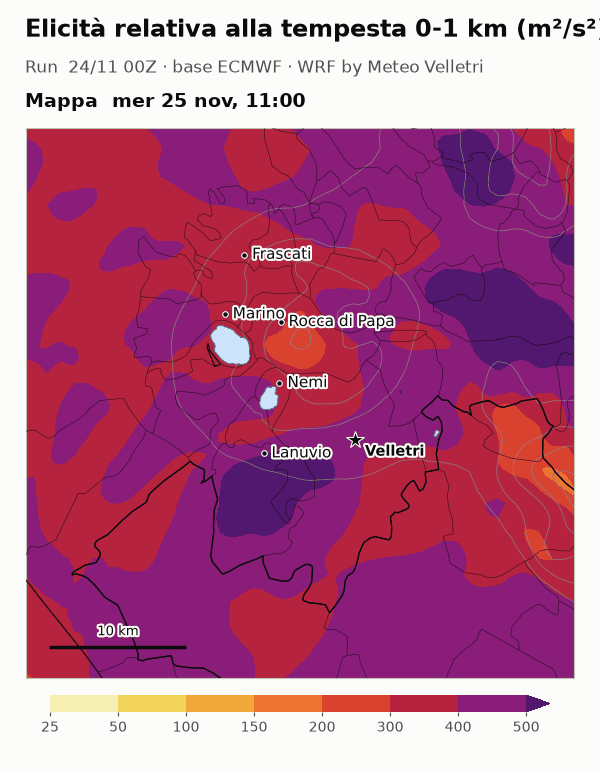 Elicità relativa alla tempesta 0-1 km (m²/s²)
Run  24/11 00Z · base ECMWF · WRF by Meteo Velletri
Mappa  mer 25 nov, 11:00
Frascati
Marino
Rocca di Papa
Nemi
Velletri
Lanuvio
10 km
25 50 100 150 200 300 400 500